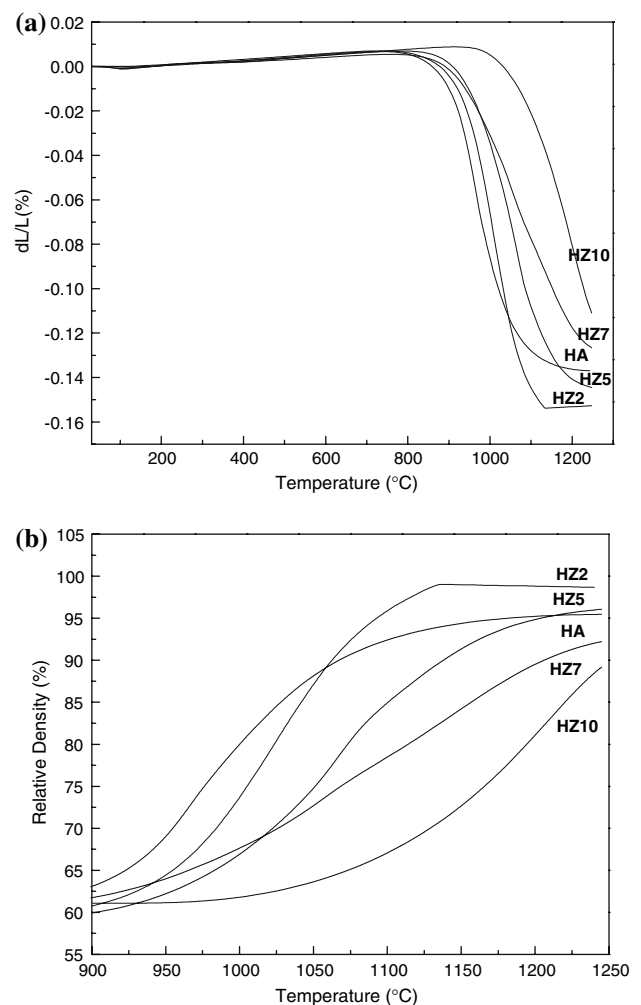 (a)
0.02
0.00
-0.02
-0.04
-0.06
-0.08
-0.10
-0.12
-0.14
-0.16
dL/L(%)
HZ10
HZ7
HA
HZ5
HZ2
200 400 600 800 1000 1200
Temperature (°C)
(b)
105
100
95
90
85
80
75
70
65
60
55
Relative Density (%)
HZ2
HZ5
HA
HZ7
HZ10
900 950 1000 1050 1100 1150 1200 1250
Temperature (°C)